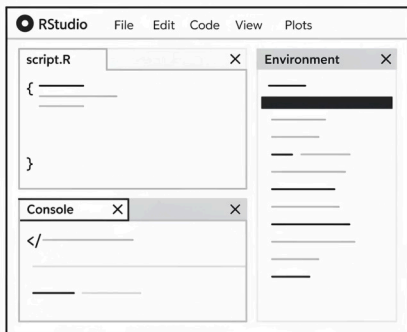 RStudio File Edit Code View Plots
script.R X
Environment X
{
}
Console X X
</